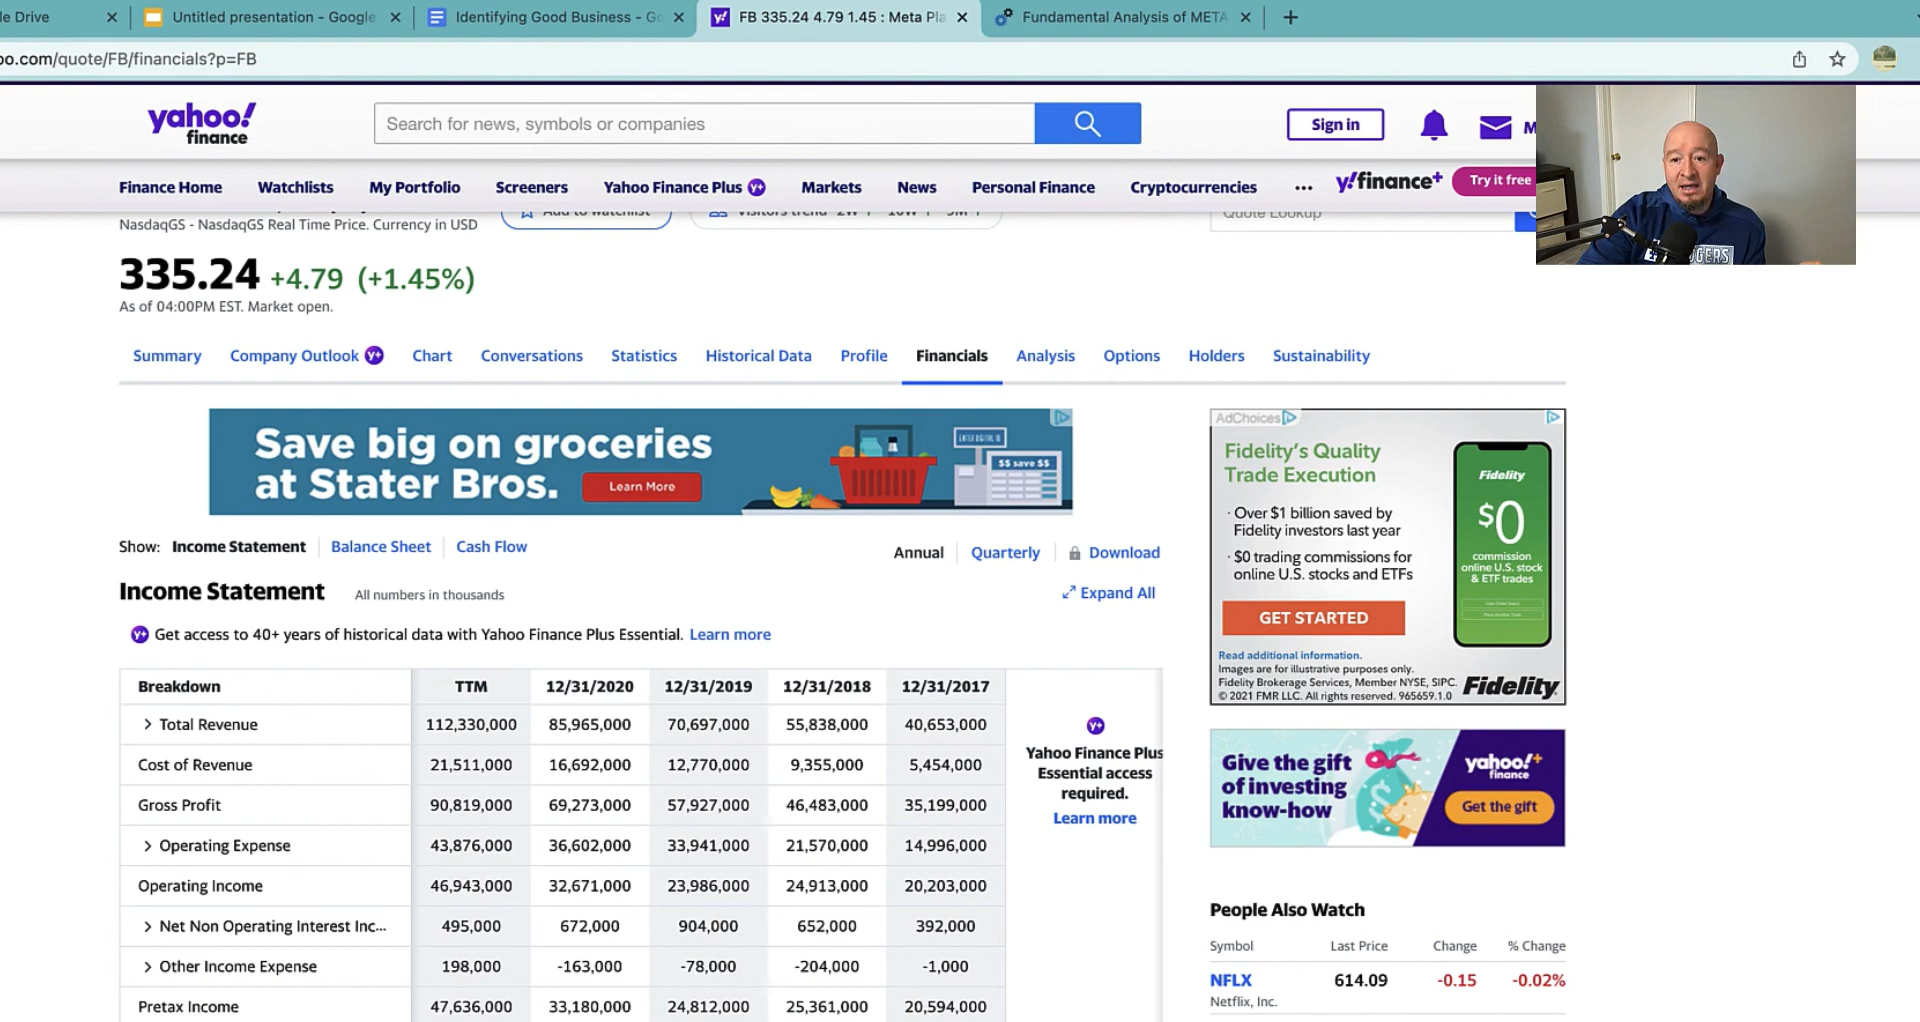 le Drive
Untitled presentation - Google
Identifying Good Business - Go
FB 335.24 4.79 1.45 : Meta Pla
Fundamental Analysis of META
oo.com/quote/FB/financials?p=FB
yahoo!
finance
Search for news, symbols or companies
Sign in
M
Finance Home
Watchlists
My Portfolio
Screeners
Yahoo Finance Plus
Markets
News
Personal Finance
Cryptocurrencies
...
y!finance+
Try it free
Add to watchlist
Visitors trend 2W
Quote Lookup
NasdaqGS - NasdaqGS Real Time Price. Currency in USD
335.24 +4.79 (+1.45%)
As of 04:00PM EST. Market open.
Summary
Company Outlook
Chart
Conversations
Statistics
Historical Data
Profile
Financials
Analysis
Options
Holders
Sustainability
Save big on groceries
at Stater Bros.
Learn More
$$ save $$
Show: Income Statement
Balance Sheet
Cash Flow
Annual
Quarterly
Download
Income Statement
All numbers in thousands
Expand All
Y+ Get access to 40+ years of historical data with Yahoo Finance Plus Essential. Learn more
Breakdown TTM 12/31/2020 12/31/2019 12/31/2018 12/31/2017
Total Revenue 112,330,000 85,965,000 70,697,000 55,838,000 40,653,000
Cost of Revenue 21,511,000 16,692,000 12,770,000 9,355,000 5,454,000
Gross Profit 90,819,000 69,273,000 57,927,000 46,483,000 35,199,000
Operating Expense 43,876,000 36,602,000 33,941,000 21,570,000 14,996,000
Operating Income 46,943,000 32,671,000 23,986,000 24,913,000 20,203,000
Net Non Operating Interest Inc... 495,000 672,000 904,000 652,000 392,000
Other Income Expense 198,000 -163,000 -78,000 -204,000 -1,000
Pretax Income 47,636,000 33,180,000 24,812,000 25,361,000 20,594,000
Yahoo Finance Plus
Essential access
required.
Learn more
AdChoices
Fidelity's Quality
Trade Execution
· Over $1 billion saved by
Fidelity investors last year
· $0 trading commissions for
online U.S. stocks and ETFs
GET STARTED
Fidelity
$0
commission
online U.S. stock
& ETF trades
Read additional information.
Images are for illustrative purposes only.
Fidelity Brokerage Services, Member NYSE, SIPC.
© 2021 FMR LLC. All rights reserved. 965659.1.0
Fidelity
Give the gift
of investing
know-how
yahoo!+
finance
Get the gift
People Also Watch
Symbol Last Price Change % Change
NFLX 614.09 -0.15 -0.02%
Netflix, Inc.